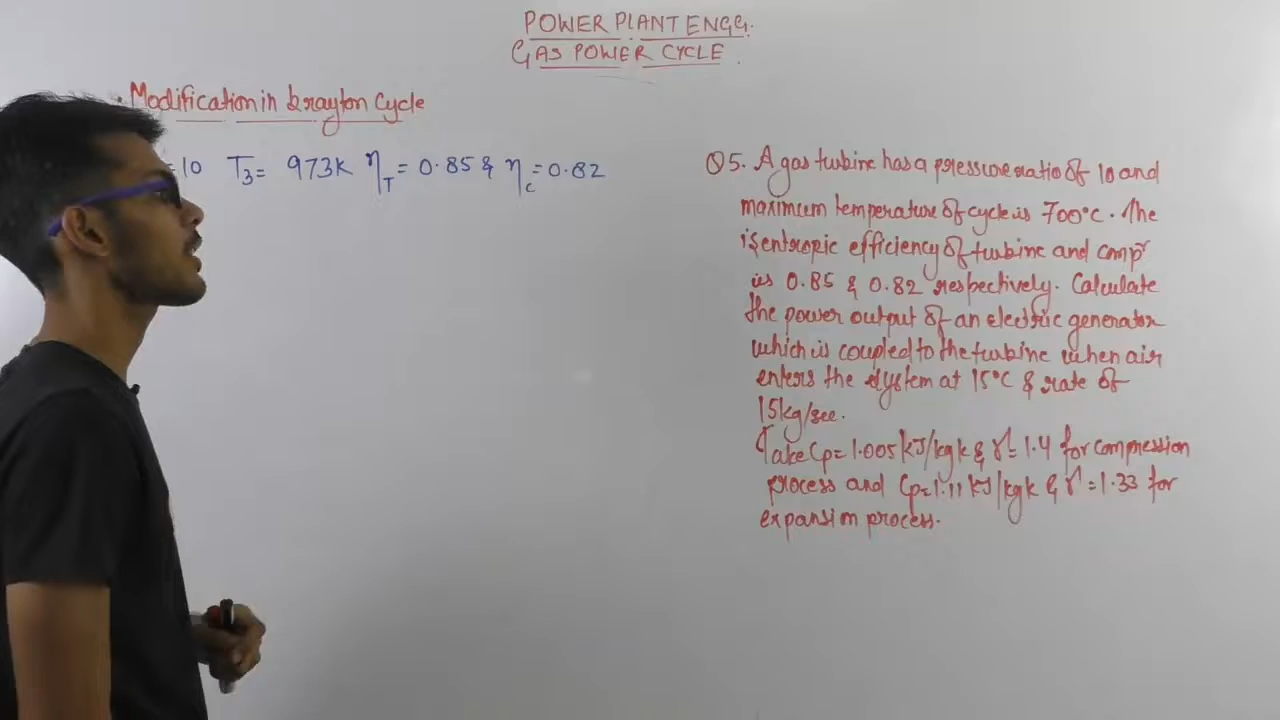 POWER PLANT ENGG.
GAS POWER CYCLE.
Modification in brayton Cycle
=10 T3= 973K ηT = 0.85 & ηc = 0.82
Q5. A gas turbine has a pressure ratio of 10 and
maximum temperature of cycle is 700°C. The
isentropic efficiency of turbine and compr
is 0.85 & 0.82 respectively. Calculate
the power output of an electric generator
which is coupled to the turbine when air
enters the system at 15°C & rate of
15kg/sec.
Take Cp= 1.005 kJ/kgk & γ= 1.4 for compression
process and Cp=1.11 kJ/kgk & γ=1.33 for
expansion process.